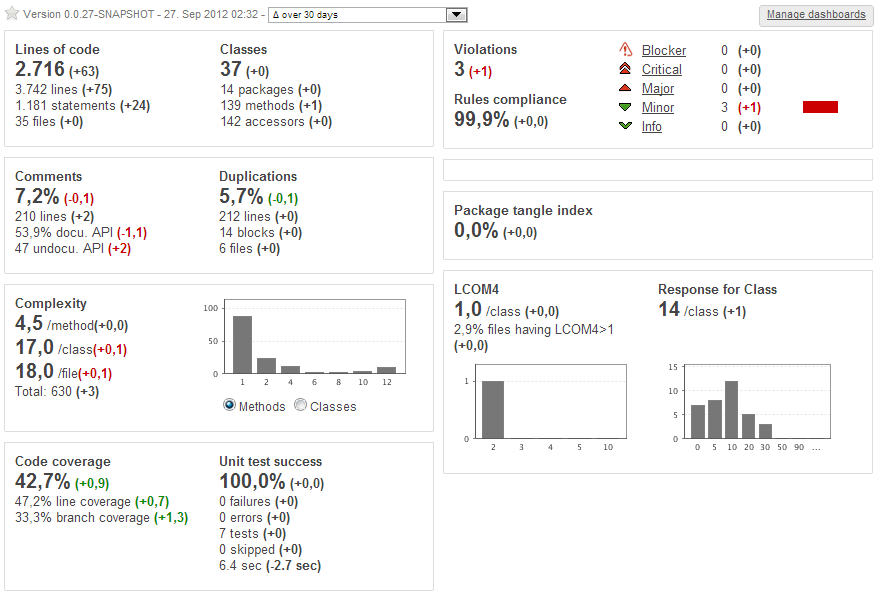 Version 0.0.27-SNAPSHOT - 27. Sep 2012 02:32 - Δ over 30 days
Manage dashboards
Lines of code
2.716 (+63)
3.742 lines (+75)
1.181 statements (+24)
35 files (+0)
Classes
37 (+0)
14 packages (+0)
139 methods (+1)
142 accessors (+0)
Comments
7,2% (-0,1)
210 lines (+2)
53,9% docu. API (-1,1)
47 undocu. API (+2)
Duplications
5,7% (-0,1)
212 lines (+0)
14 blocks (+0)
6 files (+0)
Complexity
4,5 /method(+0,0)
17,0 /class(+0,1)
18,0 /file(+0,1)
Total: 630 (+3)
100
50
0
1 2 4 6 8 10 12
Methods Classes
Code coverage
42,7% (+0,9)
47,2% line coverage (+0,7)
33,3% branch coverage (+1,3)
Unit test success
100,0% (+0,0)
0 failures (+0)
0 errors (+0)
7 tests (+0)
0 skipped (+0)
6.4 sec (-2.7 sec)
Violations
3 (+1)
Rules compliance
99,9% (+0,0)
Blocker 0 (+0)
Critical 0 (+0)
Major 0 (+0)
Minor 3 (+1)
Info 0 (+0)
Package tangle index
0,0% (+0,0)
LCOM4
1,0 /class (+0,0)
2,9% files having LCOM4>1
(+0,0)
1
0
2 3 4 5 10
Response for Class
14 /class (+1)
15
10
5
0
0 5 10 20 30 50 90 ...